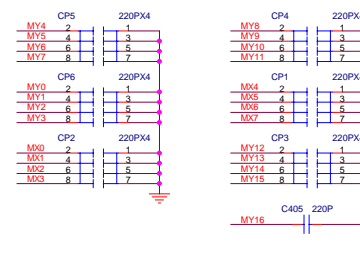 CP5 220PX4
MY4 2 1
MY5 4 3
MY6 6 5
MY7 8 7
CP6 220PX4
MY0 2 1
MY1 4 3
MY2 6 5
MY3 8 7
CP2 220PX4
MX0 2 1
MX1 4 3
MX2 6 5
MX3 8 7
CP4 220PX
MY8 2 1
MY9 4 3
MY10 6 5
MY11 8 7
CP1 220PX
MX4 2 1
MX5 4 3
MX6 6 5
MX7 8 7
CP3 220PX
MY12 2 1
MY13 4 3
MY14 6 5
MY15 8 7
C405 220P
MY16